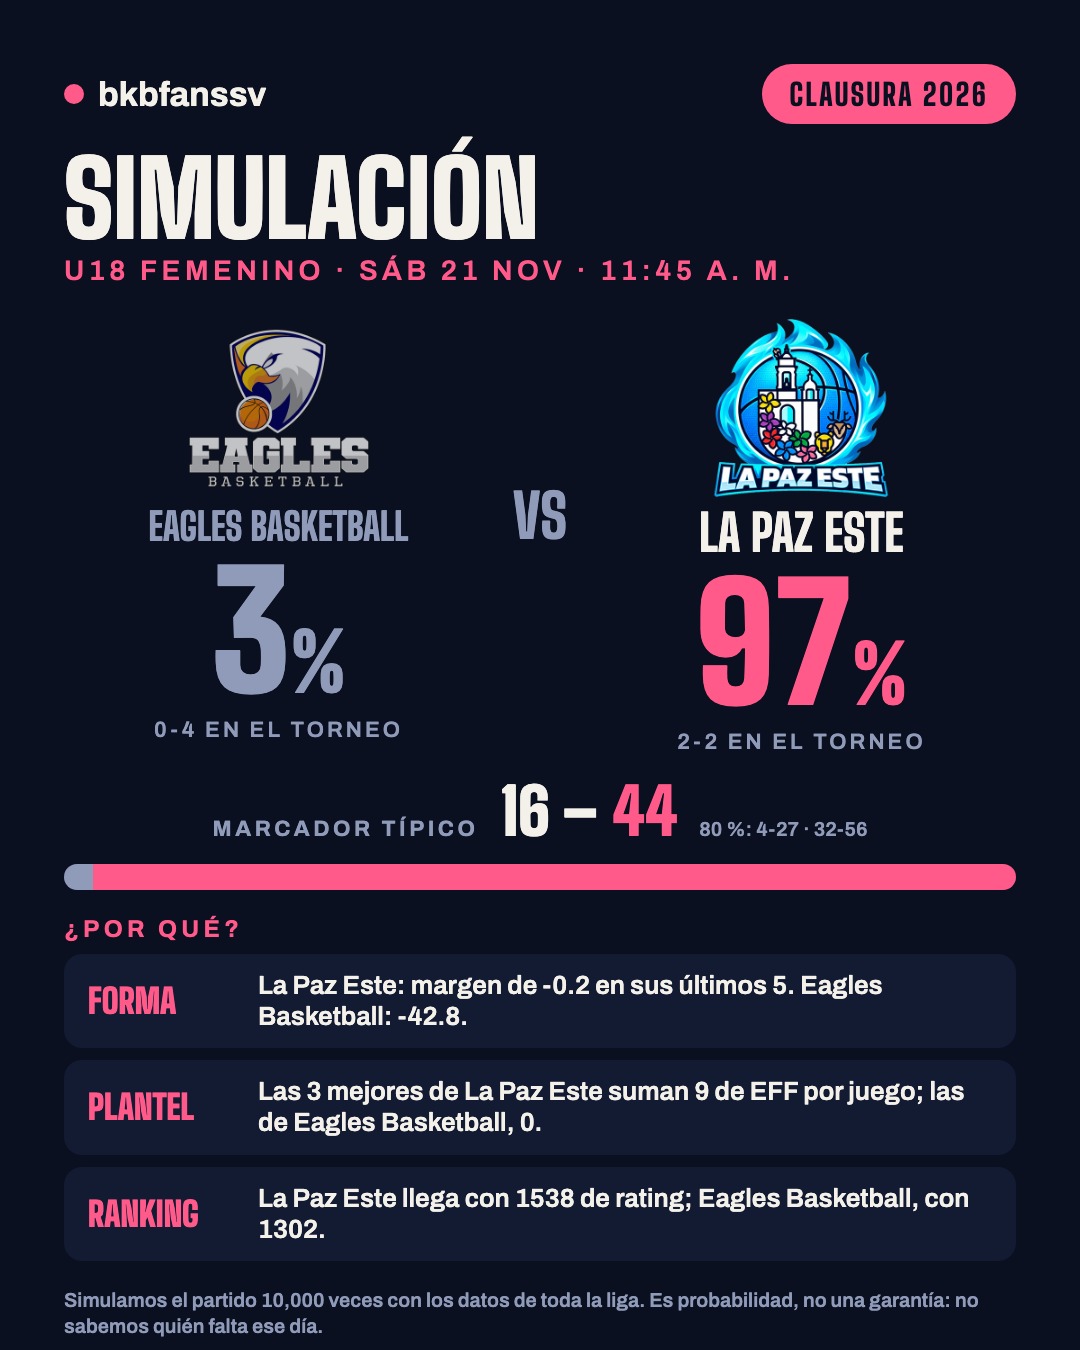 bkbfanssv
CLAUSURA 2026
SIMULACIÓN
U18 FEMENINO · SÁB 21 NOV · 11:45 A. M.
EAGLES
BASKETBALL
EAGLES BASKETBALL
3%
0-4 EN EL TORNEO
VS
LA PAZ ESTE
LA PAZ ESTE
97%
2-2 EN EL TORNEO
MARCADOR TÍPICO 16 – 44 80 %: 4-27 · 32-56
¿POR QUÉ?
FORMA
La Paz Este: margen de -0.2 en sus últimos 5. Eagles
Basketball: -42.8.
PLANTEL
Las 3 mejores de La Paz Este suman 9 de EFF por juego; las
de Eagles Basketball, 0.
RANKING
La Paz Este llega con 1538 de rating; Eagles Basketball, con
1302.
Simulamos el partido 10,000 veces con los datos de toda la liga. Es probabilidad, no una garantía: no
sabemos quién falta ese día.